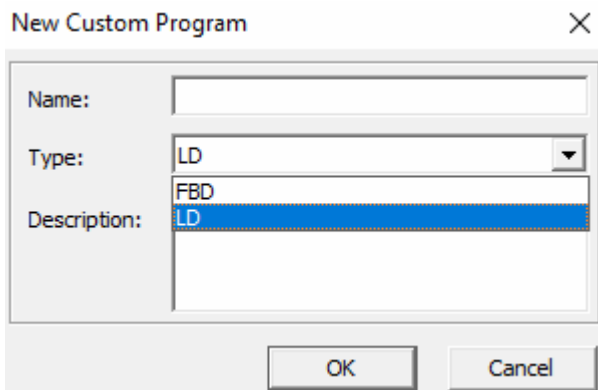 New Custom Program
Name:
Type:
LD
FBD
LD
Description:
OK
Cancel